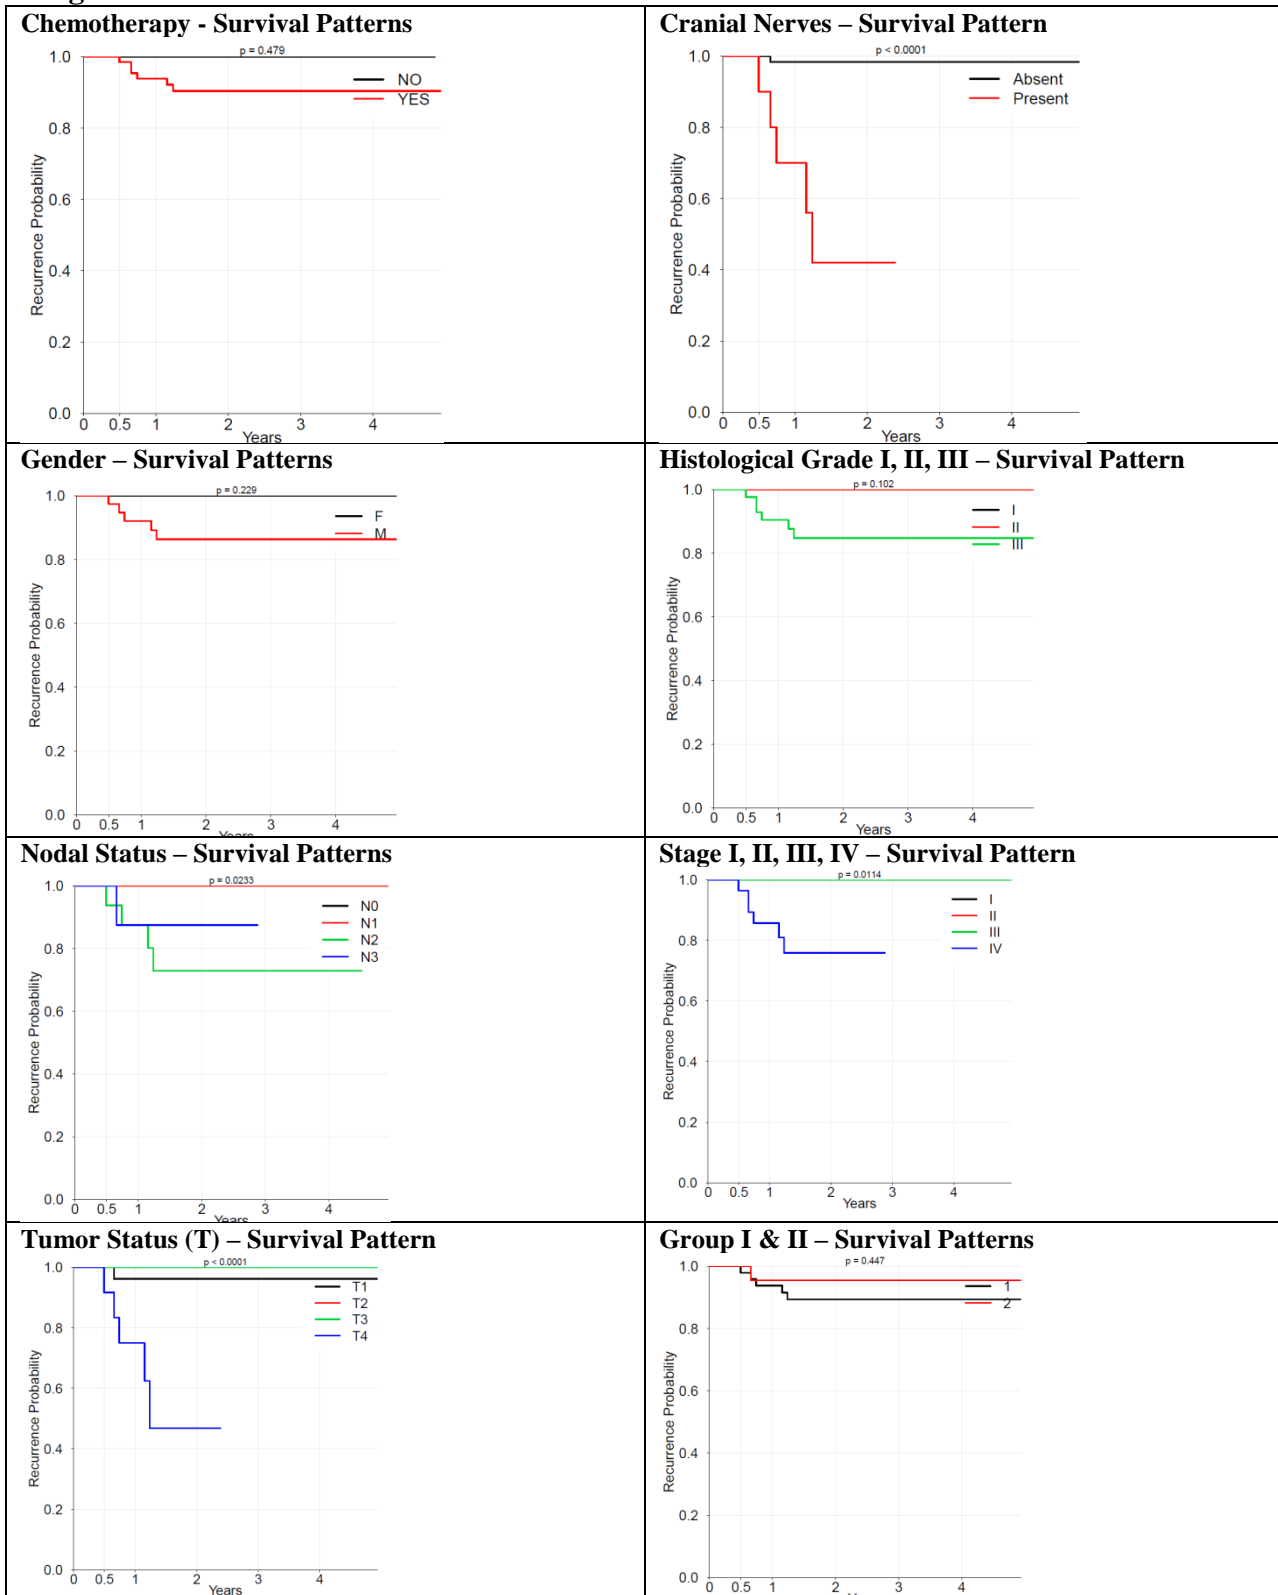 Chemotherapy - Survival Patterns
p = 0.479
NO
YES
1.0
0.8
0.6
0.4
0.2
0.0
Recurrence Probability
0 0.5 1 2 3 4
Years
Cranial Nerves – Survival Pattern
p < 0.0001
Absent
Present
1.0
0.8
0.6
0.4
0.2
0.0
Recurrence Probability
0 0.5 1 2 3 4
Years
Gender – Survival Patterns
p = 0.229
F
M
1.0
0.8
0.6
0.4
0.2
0.0
Recurrence Probability
0 0.5 1 2 3 4
Years
Histological Grade I, II, III – Survival Pattern
p = 0.102
I
II
III
1.0
0.8
0.6
0.4
0.2
0.0
Recurrence Probability
0 0.5 1 2 3 4
Years
Nodal Status – Survival Patterns
p = 0.0233
N0
N1
N2
N3
1.0
0.8
0.6
0.4
0.2
0.0
Recurrence Probability
0 0.5 1 2 3 4
Years
Stage I, II, III, IV – Survival Pattern
p = 0.0114
I
II
III
IV
1.0
0.8
0.6
0.4
0.2
0.0
Recurrence Probability
0 0.5 1 2 3 4
Years
Tumor Status (T) – Survival Pattern
p < 0.0001
T1
T2
T3
T4
1.0
0.8
0.6
0.4
0.2
0.0
Recurrence Probability
0 0.5 1 2 3 4
Years
Group I & II – Survival Patterns
p = 0.447
1
2
1.0
0.8
0.6
0.4
0.2
0.0
Recurrence Probability
0 0.5 1 2 3 4